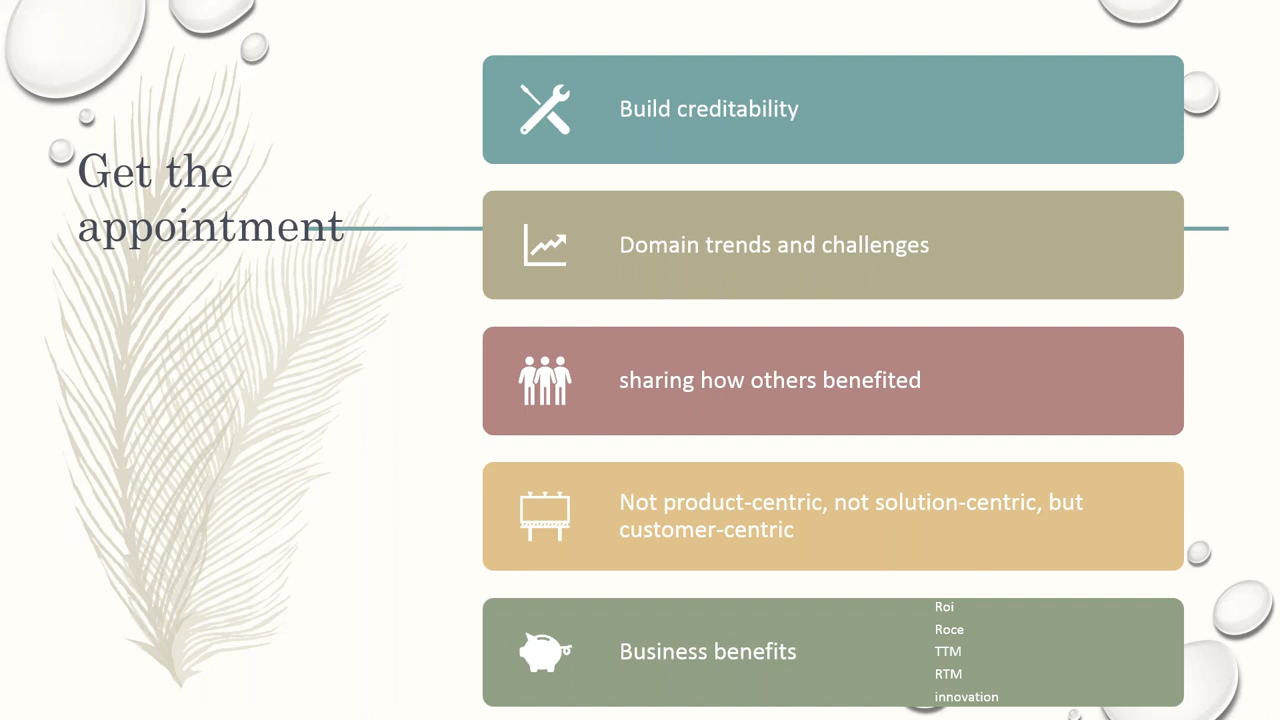 Get the
appointment
Build creditability
Domain trends and challenges
sharing how others benefited
Not product-centric, not solution-centric, but
customer-centric
Business benefits
Roi
Roce
TTM
RTM
innovation